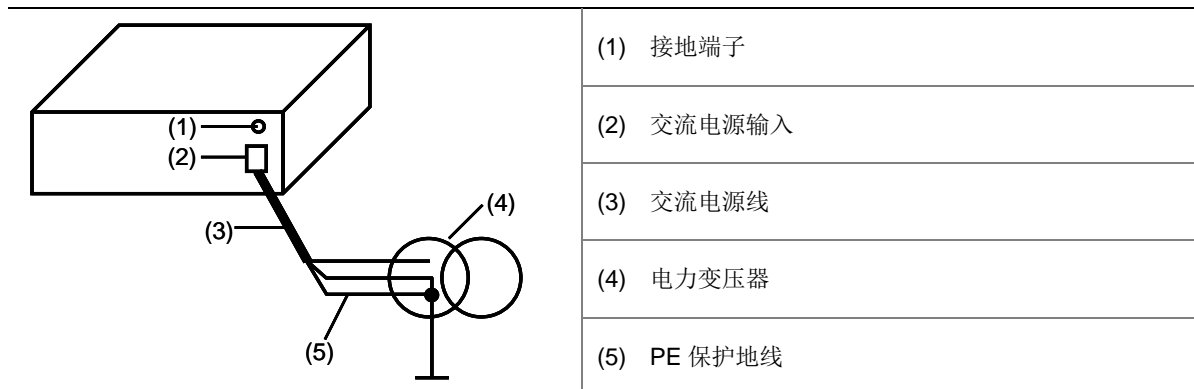 (1)
(2)
(3)
(4)
(5)
(1) 接地端子
(2) 交流电源输入
(3) 交流电源线
(4) 电力变压器
(5) PE 保护地线